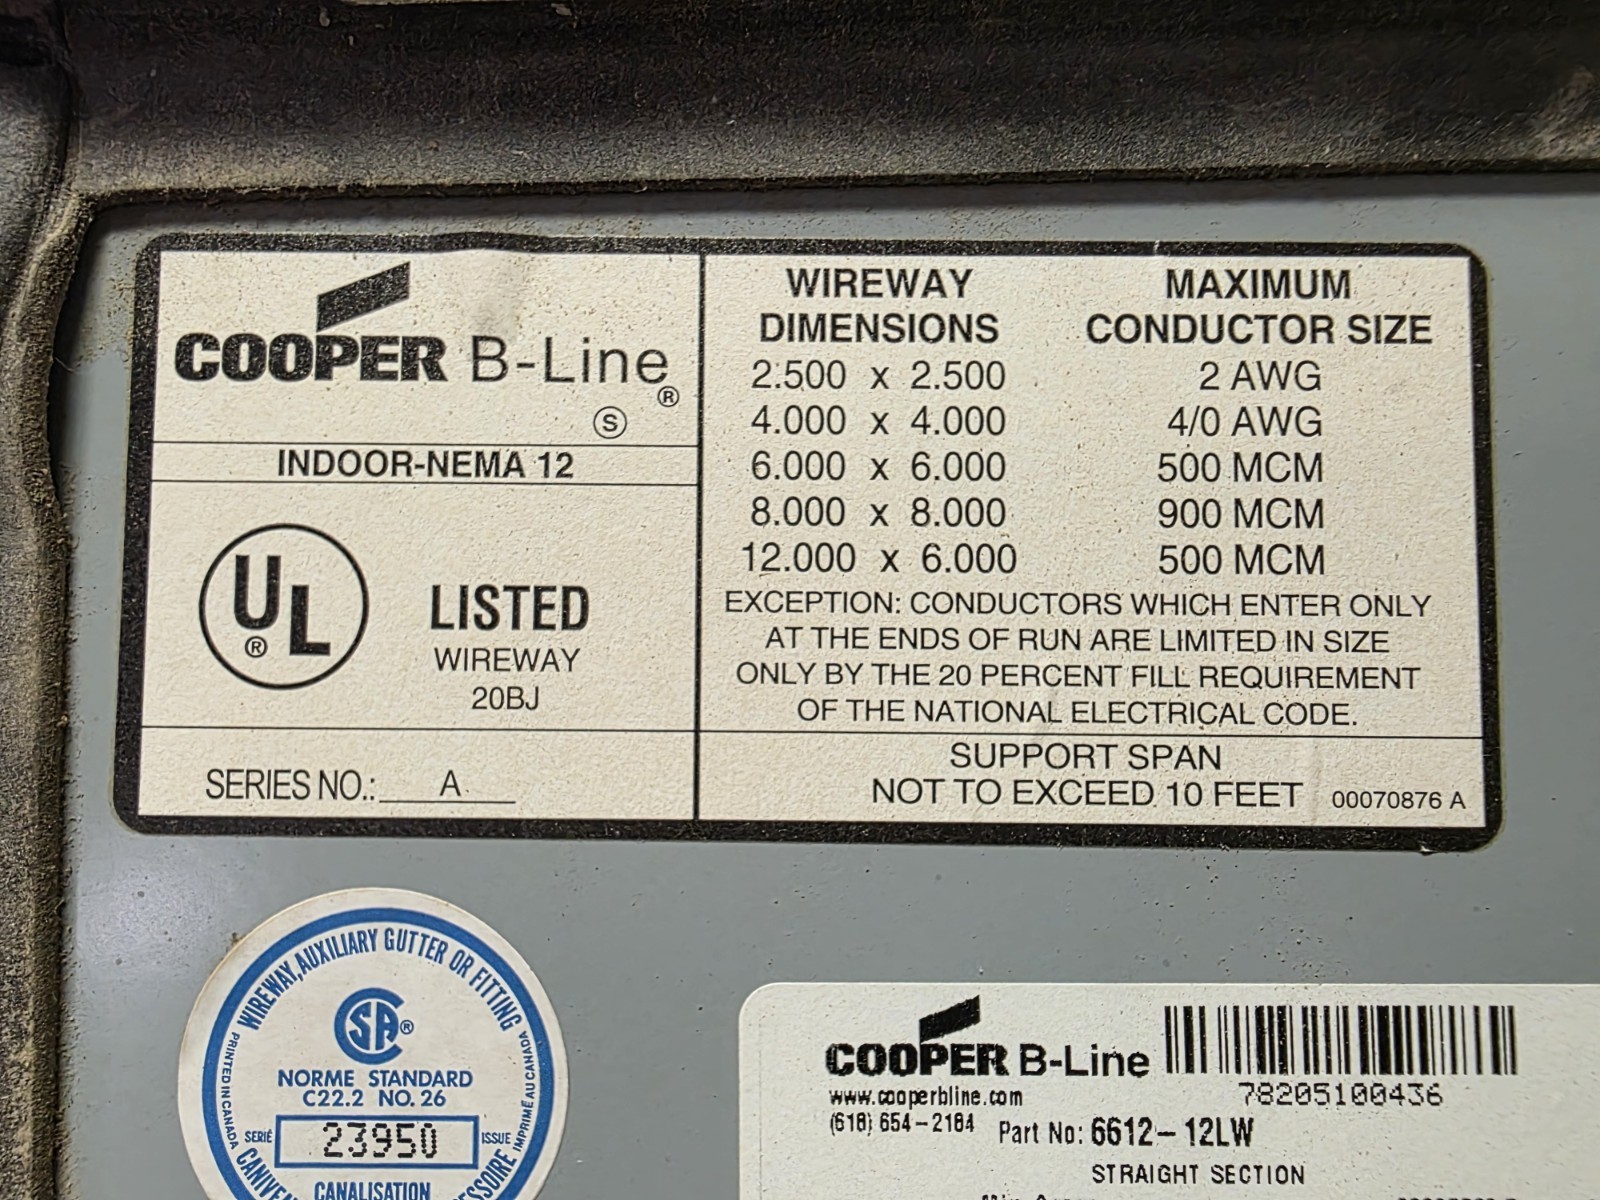 COOPER B-Line®
S
INDOOR-NEMA 12
UL® LISTED
WIREWAY
20BJ
SERIES NO.: A
WIREWAY DIMENSIONS MAXIMUM CONDUCTOR SIZE
2.500 x 2.500 2 AWG
4.000 x 4.000 4/0 AWG
6.000 x 6.000 500 MCM
8.000 x 8.000 900 MCM
12.000 x 6.000 500 MCM
EXCEPTION: CONDUCTORS WHICH ENTER ONLY
AT THE ENDS OF RUN ARE LIMITED IN SIZE
ONLY BY THE 20 PERCENT FILL REQUIREMENT
OF THE NATIONAL ELECTRICAL CODE.
SUPPORT SPAN
NOT TO EXCEED 10 FEET 00070876 A
WIREWAY, AUXILIARY GUTTER OR FITTING
PRINTED IN CANADA
IMPRIMÉ AU CANADA
SA®
NORME STANDARD
C22.2 NO. 26
SERIÉ 23950 ISSUE
CANALISATION
COOPER B-Line
78205100436
www.cooperbline.com
(618) 654-2184 Part No: 6612-12LW
STRAIGHT SECTION